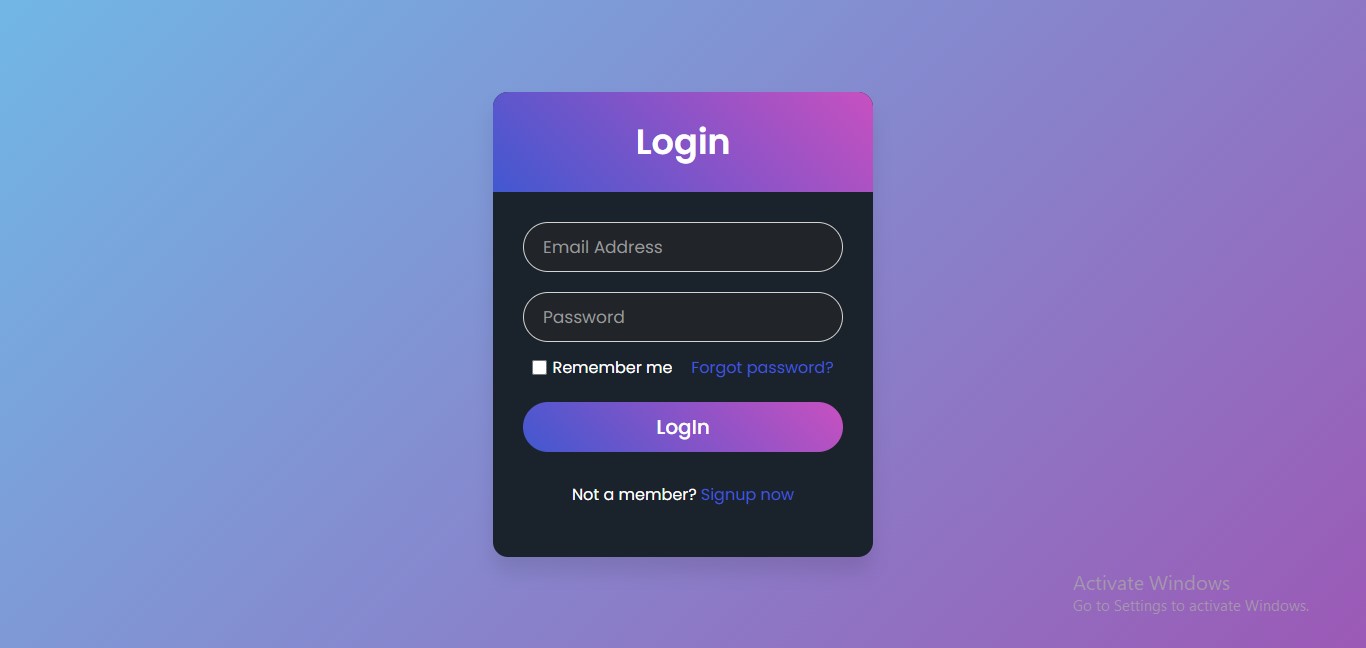 Login
Email Address
Password
Remember me Forgot password?
LogIn
Not a member? Signup now
Activate Windows
Go to Settings to activate Windows.